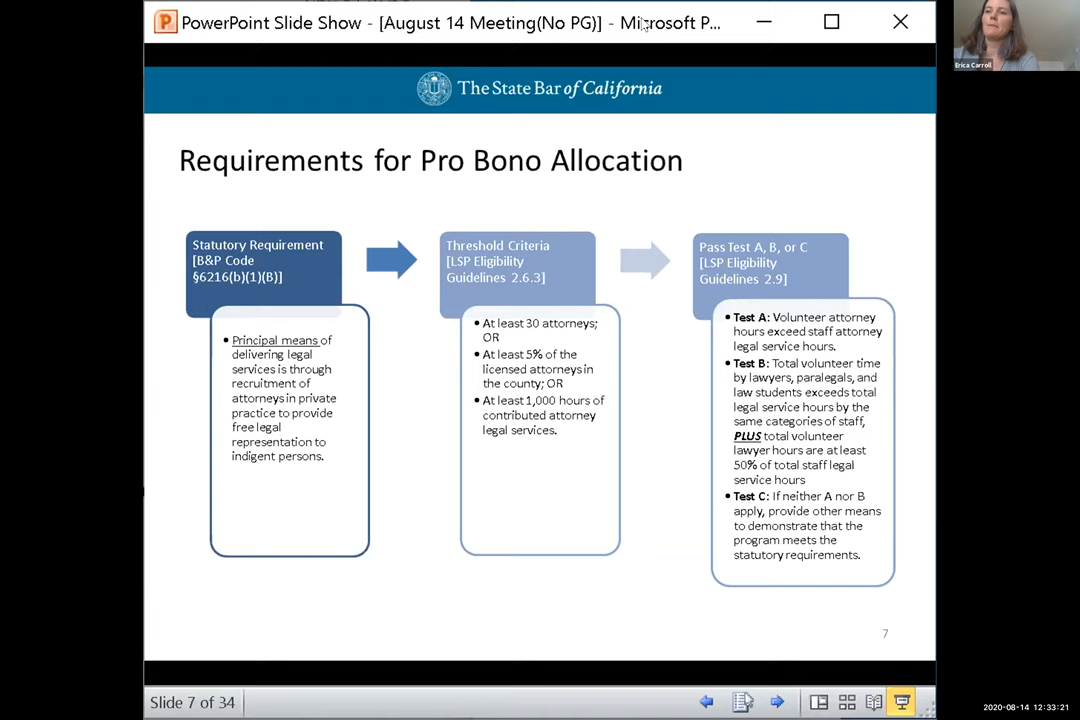 PowerPoint Slide Show - [August 14 Meeting(No PG)] - Microsoft P...
Erica Carroll
The State Bar of California
Requirements for Pro Bono Allocation
Statutory Requirement
[B&P Code
§6216(b)(1)(B)]
• Principal means of
delivering legal
services is through
recruitment of
attorneys in private
practice to provide
free legal
representation to
indigent persons.
Threshold Criteria
[LSP Eligibility
Guidelines 2.6.3]
• At least 30 attorneys;
OR
• At least 5% of the
licensed attorneys in
the county; OR
• At least 1,000 hours of
contributed attorney
legal services.
Pass Test A, B, or C
[LSP Eligibility
Guidelines 2.9]
• Test A: Volunteer attorney
hours exceed staff attorney
legal service hours.
• Test B: Total volunteer time
by lawyers, paralegals, and
law students exceeds total
legal service hours by the
same categories of staff,
PLUS total volunteer
lawyer hours are at least
50% of total staff legal
service hours
• Test C: If neither A nor B
apply, provide other means
to demonstrate that the
program meets the
statutory requirements.
7
Slide 7 of 34
2020-08-14 12:33:21